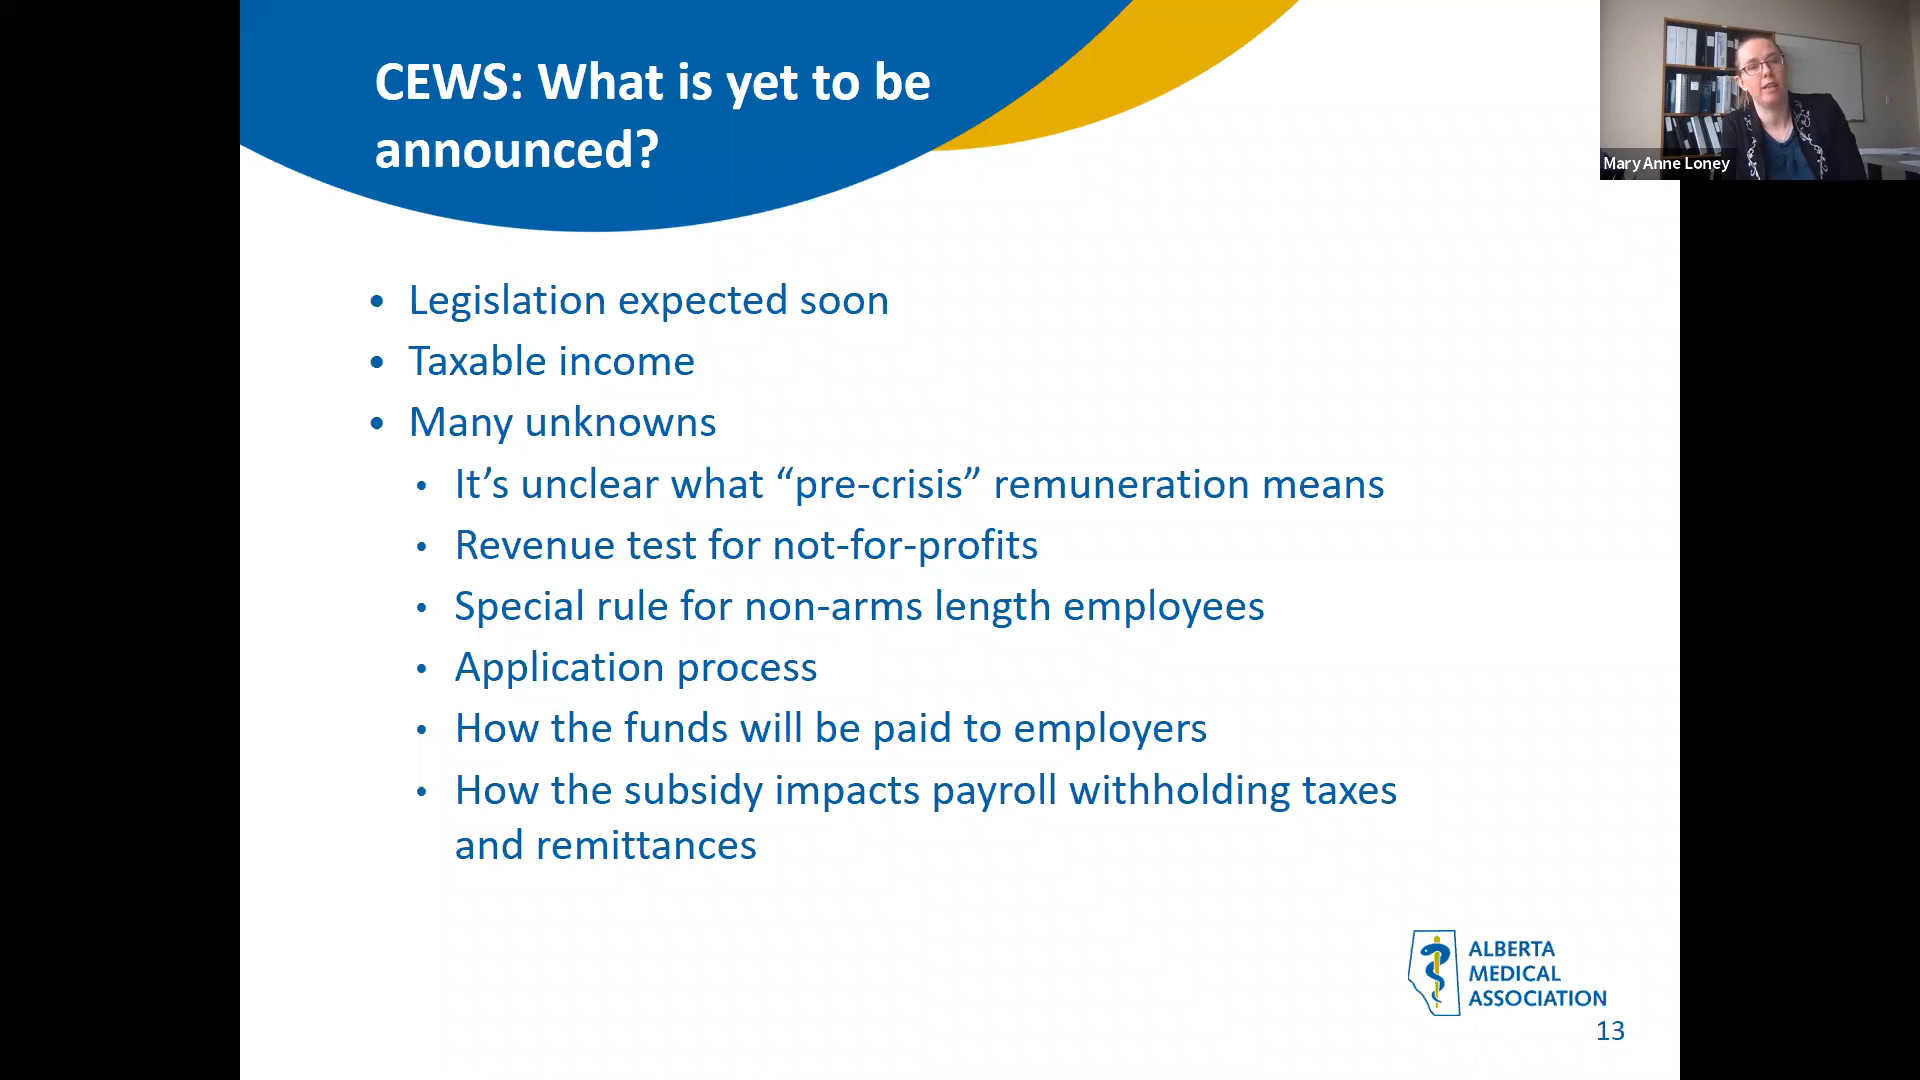 CEWS: What is yet to be
announced?
Mary Anne Loney
• Legislation expected soon
• Taxable income
• Many unknowns
• It’s unclear what “pre-crisis” remuneration means
• Revenue test for not-for-profits
• Special rule for non-arms length employees
• Application process
• How the funds will be paid to employers
• How the subsidy impacts payroll withholding taxes
and remittances
ALBERTA
MEDICAL
ASSOCIATION
13